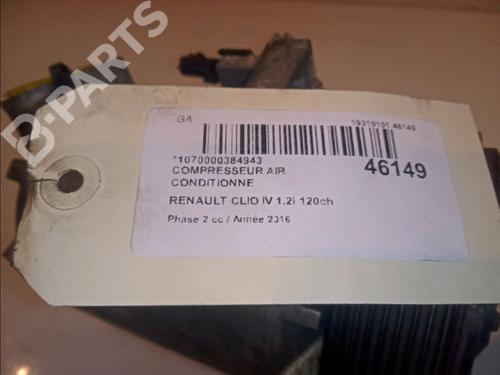 B-PARTS
GA
19310101 46149
*1070000384943
46149
COMPRESSEUR AIR
CONDITIONNE
RENAULT CLIO IV 1.2i 120ch
Phase 2 cc / Année 2016